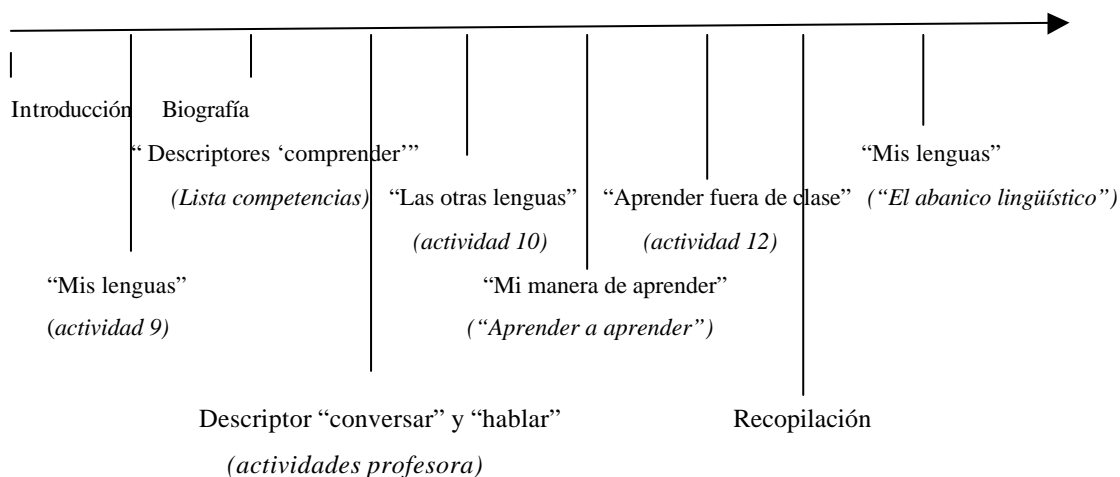 Introducción
Biografía
“ Descriptores ‘comprender’”
(Lista competencias)
“Mis lenguas”
(“El abanico lingüístico”)
“Las otras lenguas”
(actividad 10)
“Aprender fuera de clase”
(actividad 12)
“Mis lenguas”
(actividad 9)
“Mi manera de aprender”
(“Aprender a aprender”)
Descriptor “conversar” y “hablar”
(actividades profesora)
Recopilación